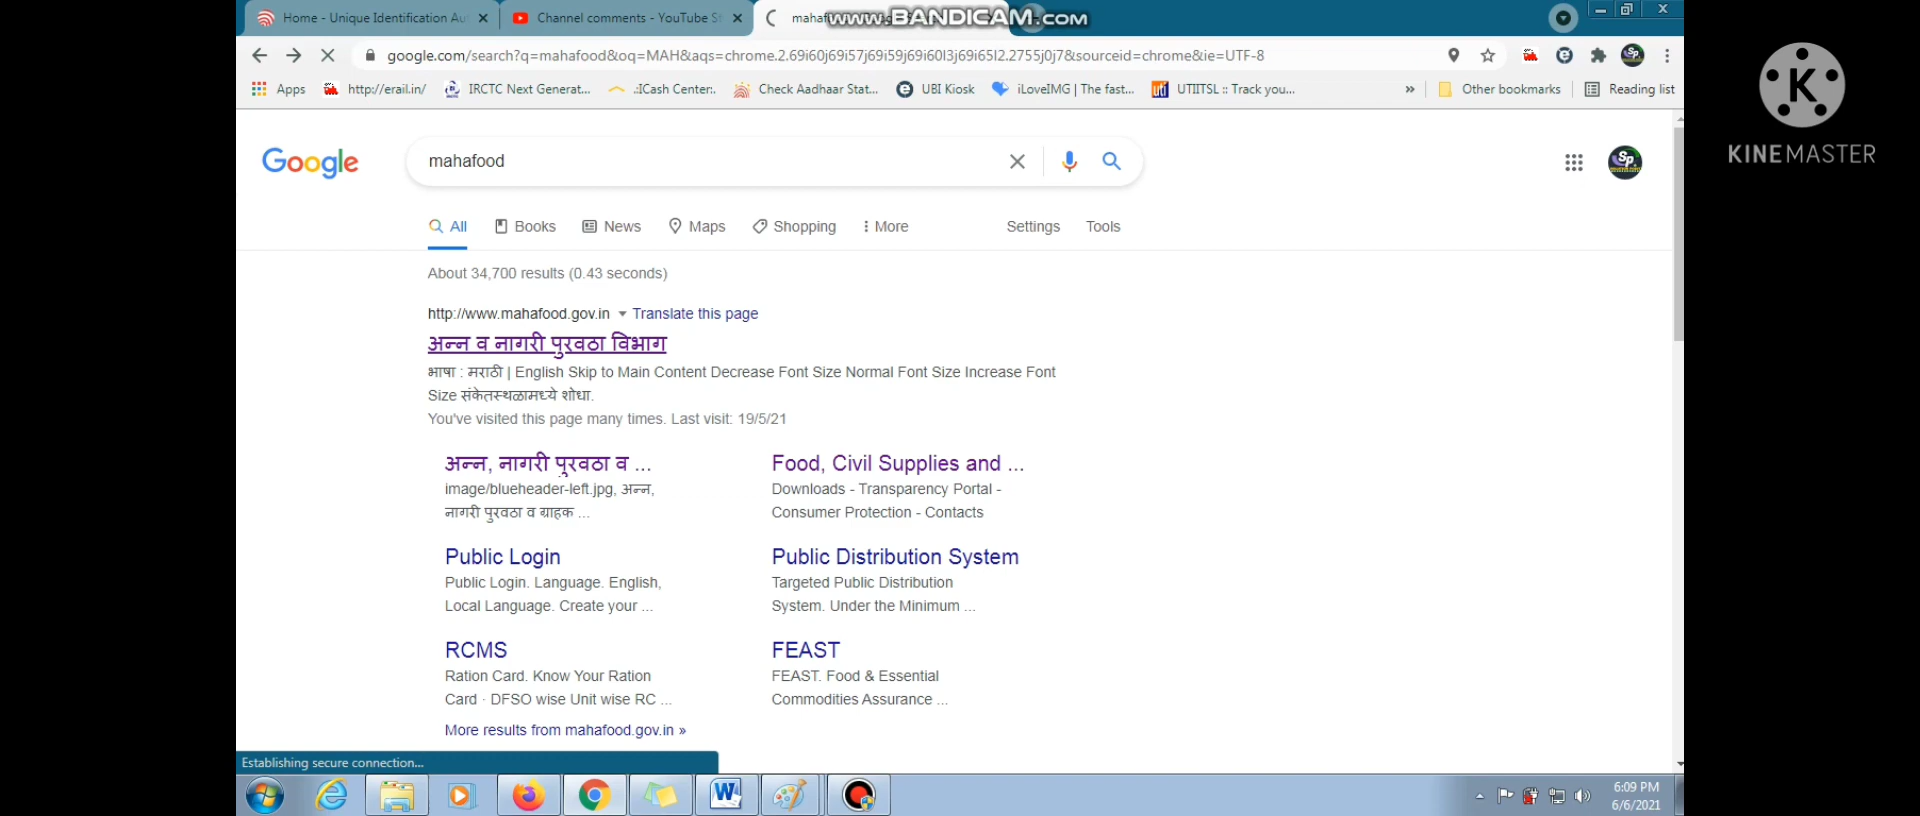 Home - Unique Identification Au
Channel comments - YouTube St
mahaf
www.BANDICAM.com
google.com/search?q=mahafood&oq=MAH&aqs=chrome.2.69i60j69i57j69i59j69i60l3j69i65l2.2755j0j7&sourceid=chrome&ie=UTF-8
Apps
http://erail.in/
IRCTC Next Generat...
.:ICash Center:.
Check Aadhaar Stat...
UBI Kiosk
iLoveIMG | The fast...
UTIITSL :: Track you...
Other bookmarks
Reading list
KINEMASTER
Google
mahafood
Sp
All
Books
News
Maps
Shopping
More
Settings
Tools
About 34,700 results (0.43 seconds)
http://www.mahafood.gov.in
Translate this page
अन्न व नागरी पुरवठा विभाग
भाषा : मराठी | English Skip to Main Content Decrease Font Size Normal Font Size Increase Font
Size संकेतस्थळामध्ये शोधा.
You've visited this page many times. Last visit: 19/5/21
अन्न, नागरी पुरवठा व ...
image/blueheader-left.jpg, अन्न,
नागरी पुरवठा व ग्राहक ...
Food, Civil Supplies and ...
Downloads - Transparency Portal -
Consumer Protection - Contacts
Public Login
Public Login. Language. English,
Local Language. Create your ...
Public Distribution System
Targeted Public Distribution
System. Under the Minimum ...
RCMS
Ration Card. Know Your Ration
Card · DFSO wise Unit wise RC ...
FEAST
FEAST. Food & Essential
Commodities Assurance ...
More results from mahafood.gov.in »
Establishing secure connection...
6:09 PM
6/6/2021